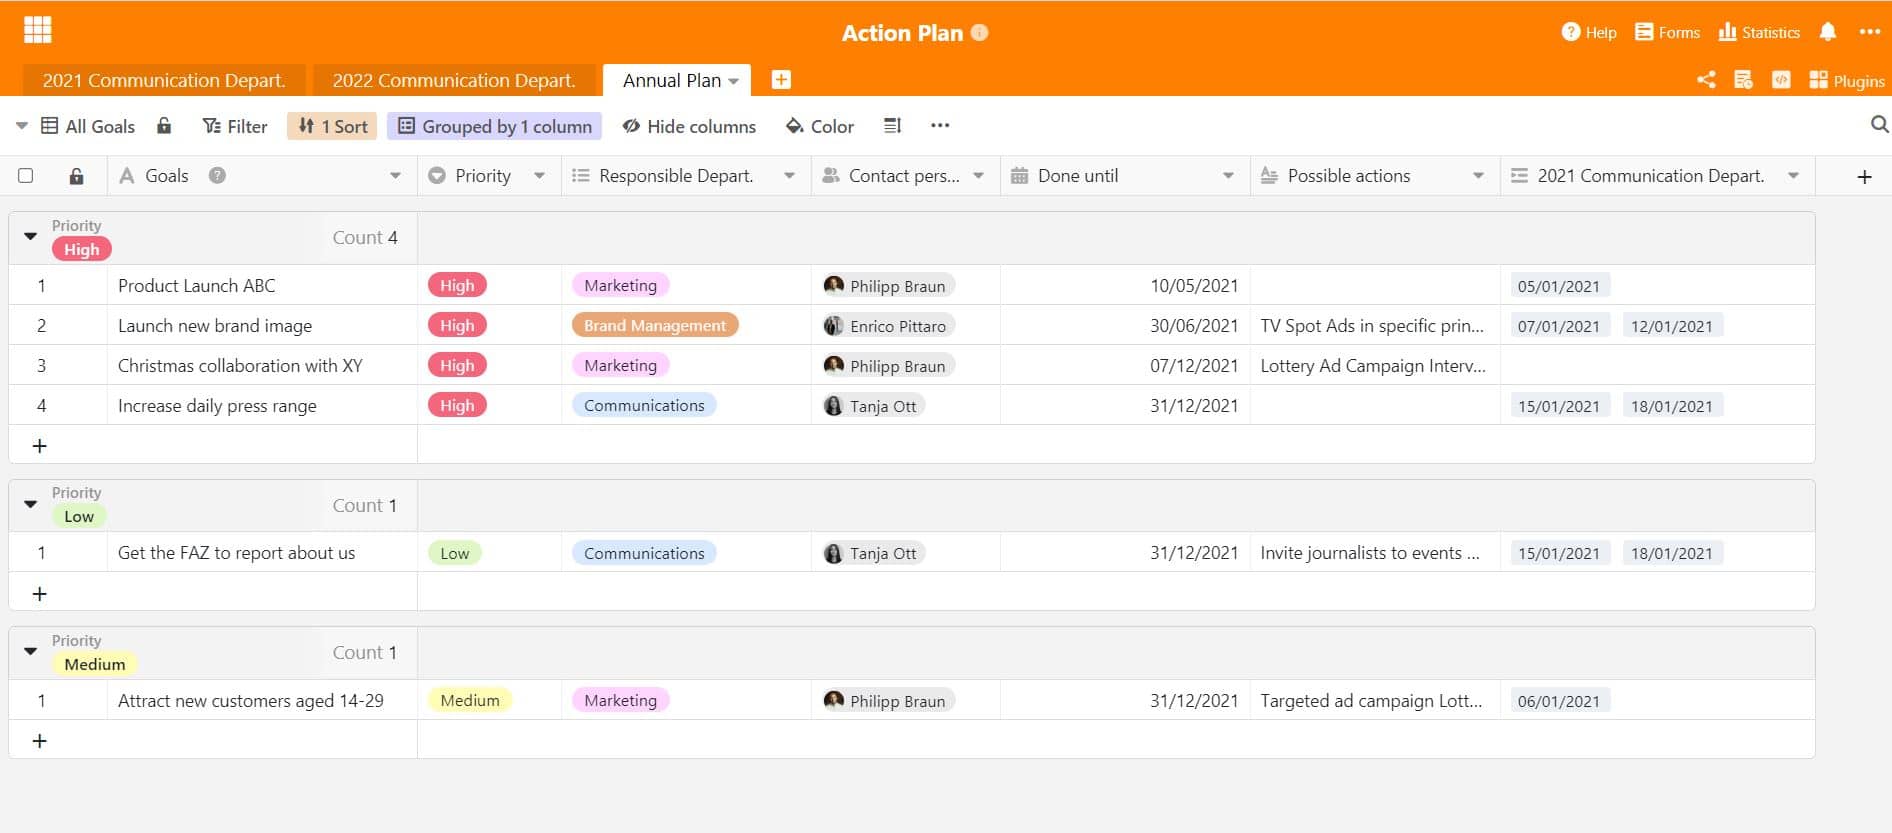 Action Plan
Help Forms Statistics
2021 Communication Depart. 2022 Communication Depart. Annual Plan
Plugins
All Goals Filter 1 Sort Grouped by 1 column Hide columns Color
Goals Priority Responsible Depart. Contact pers... Done until Possible actions 2021 Communication Depart.
Priority
High Count 4
1 Product Launch ABC High Marketing Philipp Braun 10/05/2021 05/01/2021
2 Launch new brand image High Brand Management Enrico Pittaro 30/06/2021 TV Spot Ads in specific prin... 07/01/2021 12/01/2021
3 Christmas collaboration with XY High Marketing Philipp Braun 07/12/2021 Lottery Ad Campaign Interv...
4 Increase daily press range High Communications Tanja Ott 31/12/2021 15/01/2021 18/01/2021
+
Priority
Low Count 1
1 Get the FAZ to report about us Low Communications Tanja Ott 31/12/2021 Invite journalists to events ... 15/01/2021 18/01/2021
+
Priority
Medium Count 1
1 Attract new customers aged 14-29 Medium Marketing Philipp Braun 31/12/2021 Targeted ad campaign Lott... 06/01/2021
+